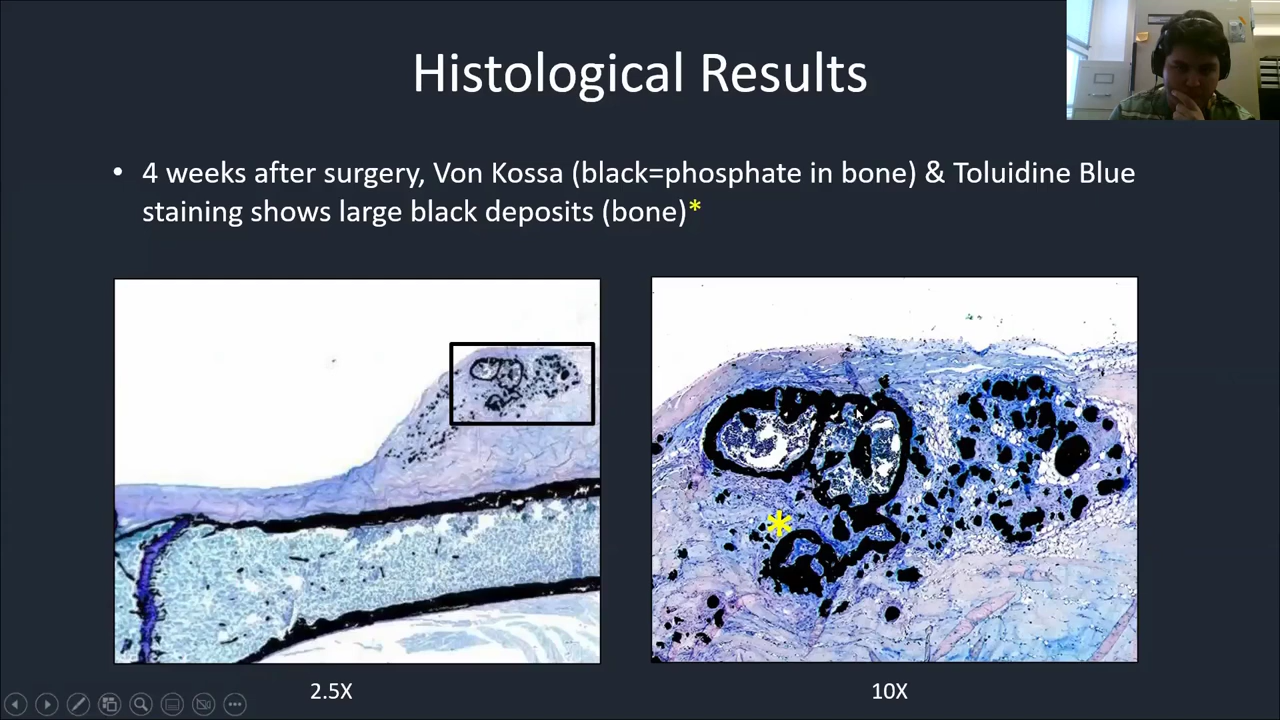 Histological Results
• 4 weeks after surgery, Von Kossa (black=phosphate in bone) & Toluidine Blue
staining shows large black deposits (bone)*
*
2.5X
10X